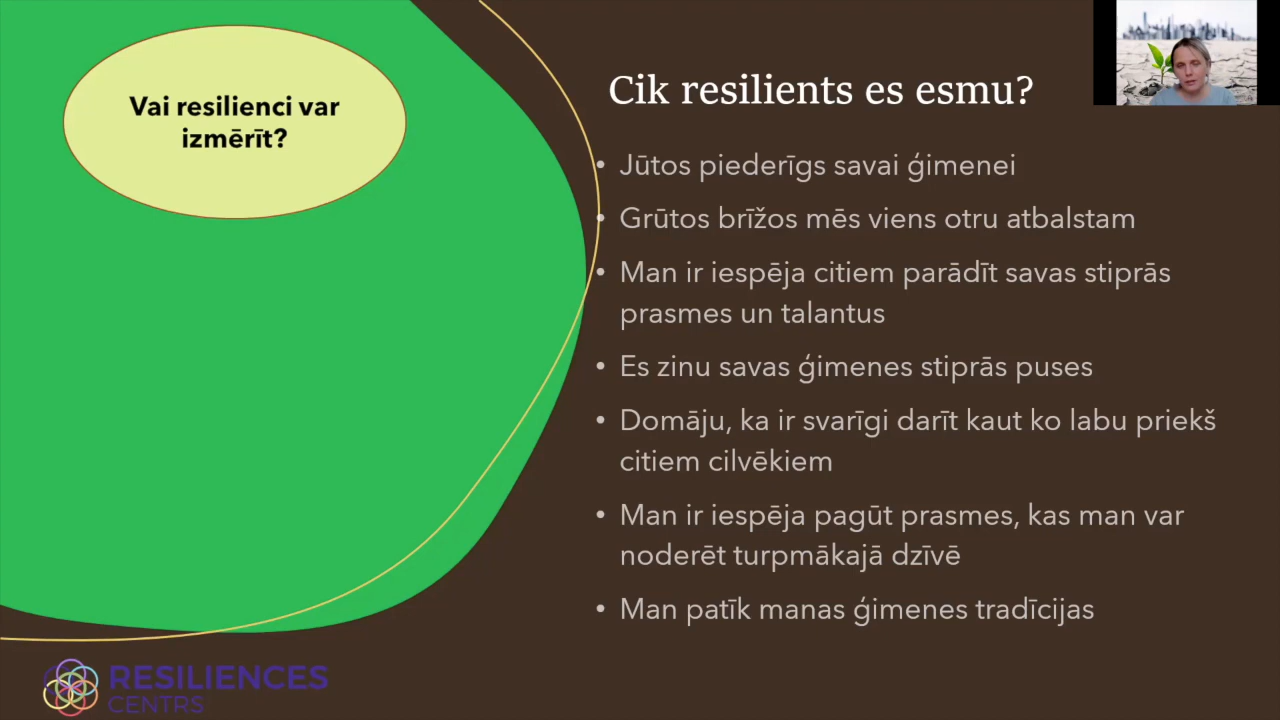 Vai resilienci var
izmērīt?
Cik resilients es esmu?
• Jūtos piederīgs savai ģimenei
• Grūtos brīžos mēs viens otru atbalstam
• Man ir iespēja citiem parādīt savas stiprās
prasmes un talantus
• Es zinu savas ģimenes stiprās puses
• Domāju, ka ir svarīgi darīt kaut ko labu priekš
citiem cilvēkiem
• Man ir iespēja pagūt prasmes, kas man var
noderēt turpmākajā dzīvē
• Man patīk manas ģimenes tradīcijas
RESILIENCES
CENTRS